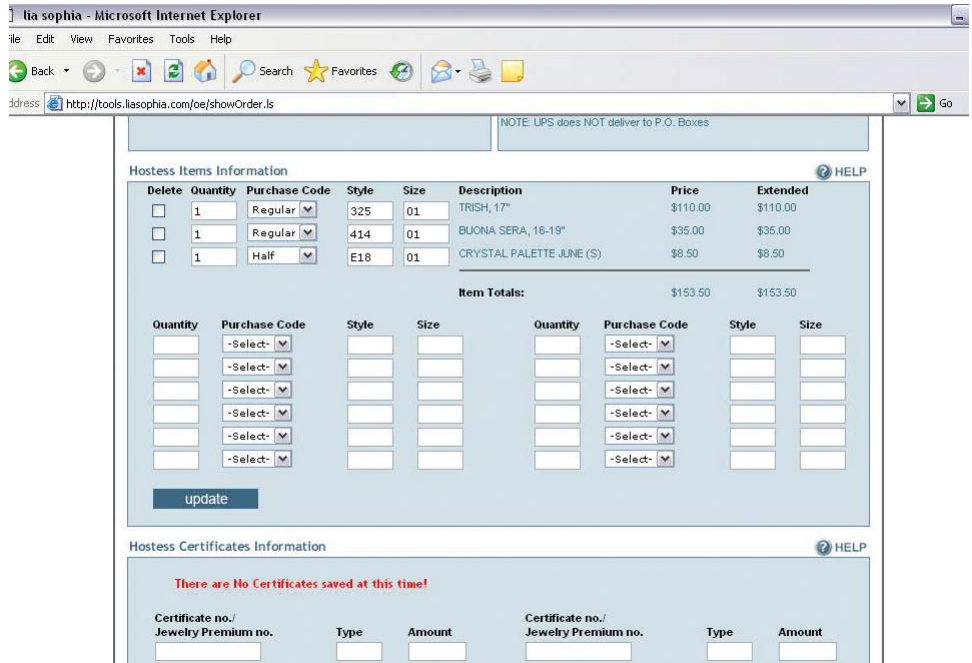 lia sophia - Microsoft Internet Explorer
File Edit View Favorites Tools Help
Back Search Favorites
Address http://tools.liasophia.com/oe/showOrder.ls Go
NOTE: UPS does NOT deliver to P.O. Boxes
Hostess Items Information HELP
Delete Quantity Purchase Code Style Size Description Price Extended
1 Regular 325 01 TRISH, 17" $110.00 $110.00
1 Regular 414 01 BUONA SERA, 16-19" $35.00 $35.00
1 Half E18 01 CRYSTAL PALETTE JUNE (S) $8.50 $8.50
Item Totals: $153.50 $153.50
Quantity Purchase Code Style Size Quantity Purchase Code Style Size
-Select- -Select-
-Select- -Select-
-Select- -Select-
-Select- -Select-
-Select- -Select-
-Select- -Select-
update
Hostess Certificates Information HELP
There are No Certificates saved at this time!
Certificate no./ Certificate no./
Jewelry Premium no. Type Amount Jewelry Premium no. Type Amount